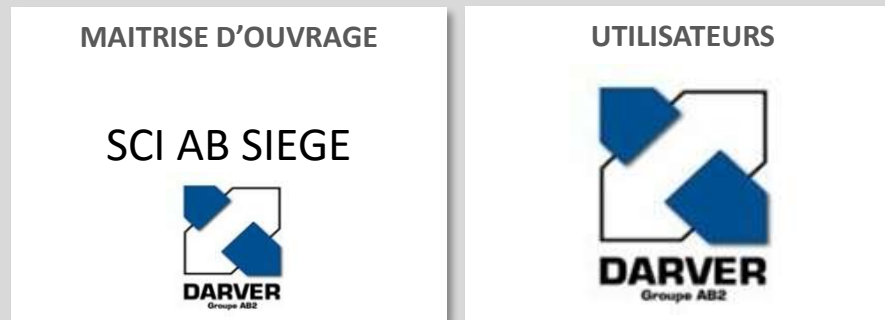 MAITRISE D’OUVRAGE
SCI AB SIEGE
DARVER
Groupe AB2
UTILISATEURS
DARVER
Groupe AB2